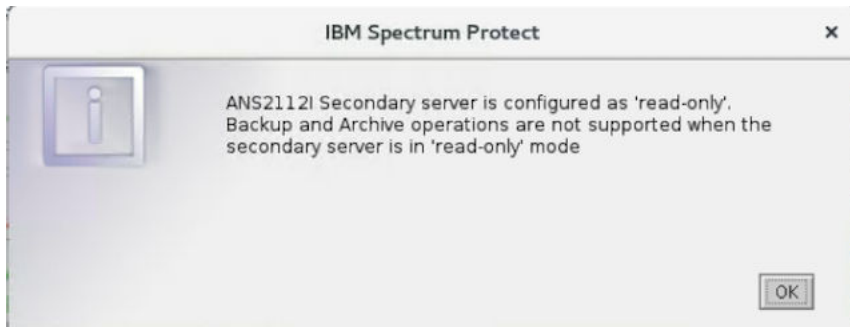 IBM Spectrum Protect
ANS2112I Secondary server is configured as 'read-only'.
Backup and Archive operations are not supported when the
secondary server is in 'read-only' mode
OK